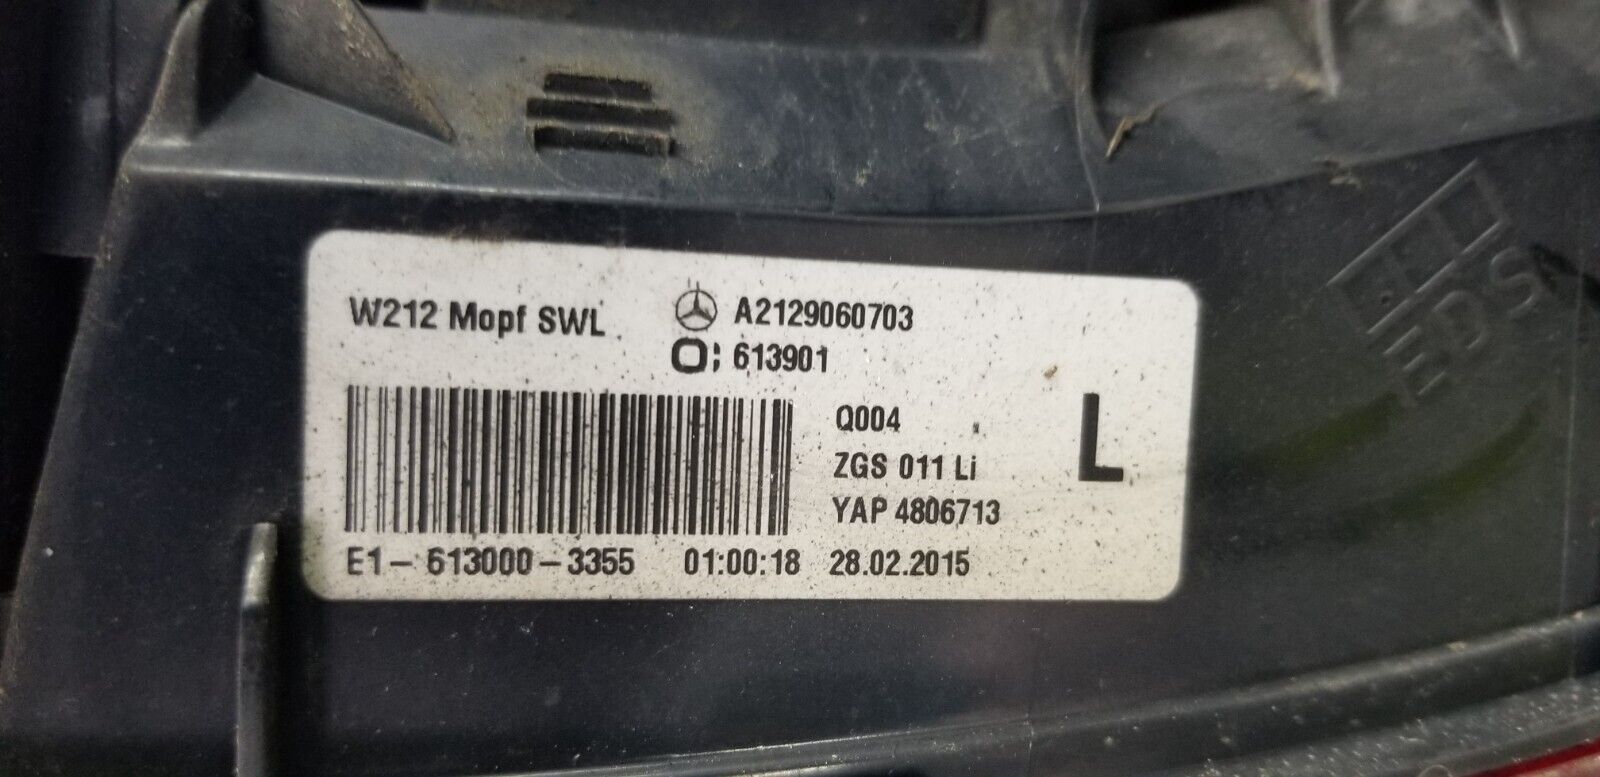 W212 Mopf SWL A2129060703
O: 613901
Q004
ZGS 011 Li
YAP 4806713
L
E1-613000-3355 01:00:18 28.02.2015